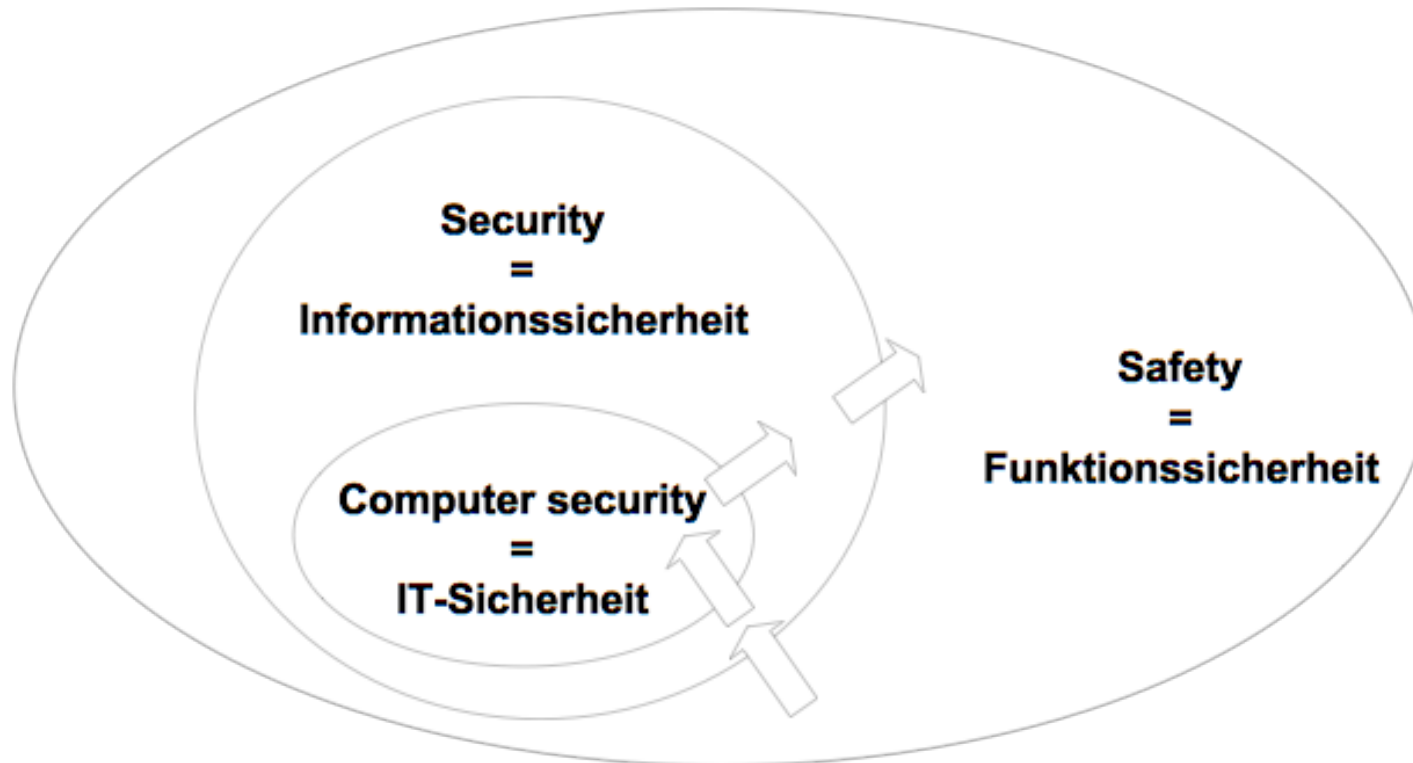 Security
=
Informationssicherheit
Safety
=
Funktionssicherheit
Computer security
=
IT-Sicherheit